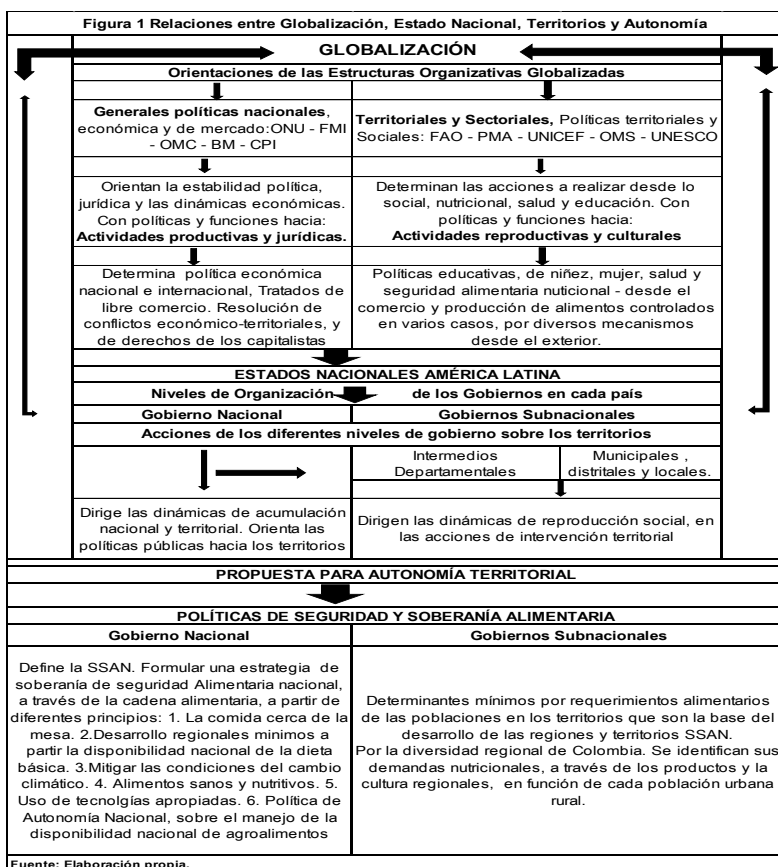 Figura 1 Relaciones entre Globalización, Estado Nacional, Territorios y Autonomía
GLOBALIZACIÓN
Orientaciones de las Estructuras Organizativas Globalizadas
Generales políticas nacionales,
económica y de mercado:ONU - FMI
- OMC - BM - CPI
Territoriales y Sectoriales, Políticas territoriales y
Sociales: FAO - PMA - UNICEF - OMS - UNESCO
Orientan la estabilidad política,
jurídica y las dinámicas económicas.
Con políticas y funciones hacia:
Actividades productivas y jurídicas.
Determinan las acciones a realizar desde lo
social, nutricional, salud y educación. Con
políticas y funciones hacia:
Actividades reproductivas y culturales
Determina política económica
nacional e internacional, Tratados de
libre comercio. Resolución de
conflictos económico-territoriales, y
de derechos de los capitalistas
Políticas educativas, de niñez, mujer, salud y
seguridad alimentaria nuticional - desde el
comercio y producción de alimentos controlados
en varios casos, por diversos mecanismos
desde el exterior.
ESTADOS NACIONALES AMÉRICA LATINA
Niveles de Organización de los Gobiernos en cada país
Gobierno Nacional
Gobiernos Subnacionales
Acciones de los diferentes niveles de gobierno sobre los territorios
Intermedios
Departamentales
Municipales ,
distritales y locales.
Dirige las dinámicas de acumulación
nacional y territorial. Orienta las
políticas públicas hacia los territorios
Dirigen las dinámicas de reproducción social, en
las acciones de intervención territorial
PROPUESTA PARA AUTONOMÍA TERRITORIAL
POLÍTICAS DE SEGURIDAD Y SOBERANÍA ALIMENTARIA
Gobierno Nacional
Gobiernos Subnacionales
Define la SSAN. Formular una estrategia de
soberanía de seguridad Alimentaria nacional,
a través de la cadena alimentaria, a partir de
diferentes principios: 1. La comida cerca de la
mesa. 2.Desarrollo regionales minimos a
partir la disponibilidad nacional de la dieta
básica. 3.Mitigar las condiciones del cambio
climático. 4. Alimentos sanos y nutritivos. 5.
Uso de tecnolgías apropiadas. 6. Política de
Autonomía Nacional, sobre el manejo de la
disponibilidad nacional de agroalimentos
Determinantes mínimos por requerimientos alimentarios
de las poblaciones en los territorios que son la base del
desarrollo de las regiones y territorios SSAN.
Por la diversidad regional de Colombia. Se identifican sus
demandas nutricionales, a través de los productos y la
cultura regionales, en función de cada población urbana
rural.
Fuente: Elaboración propia.